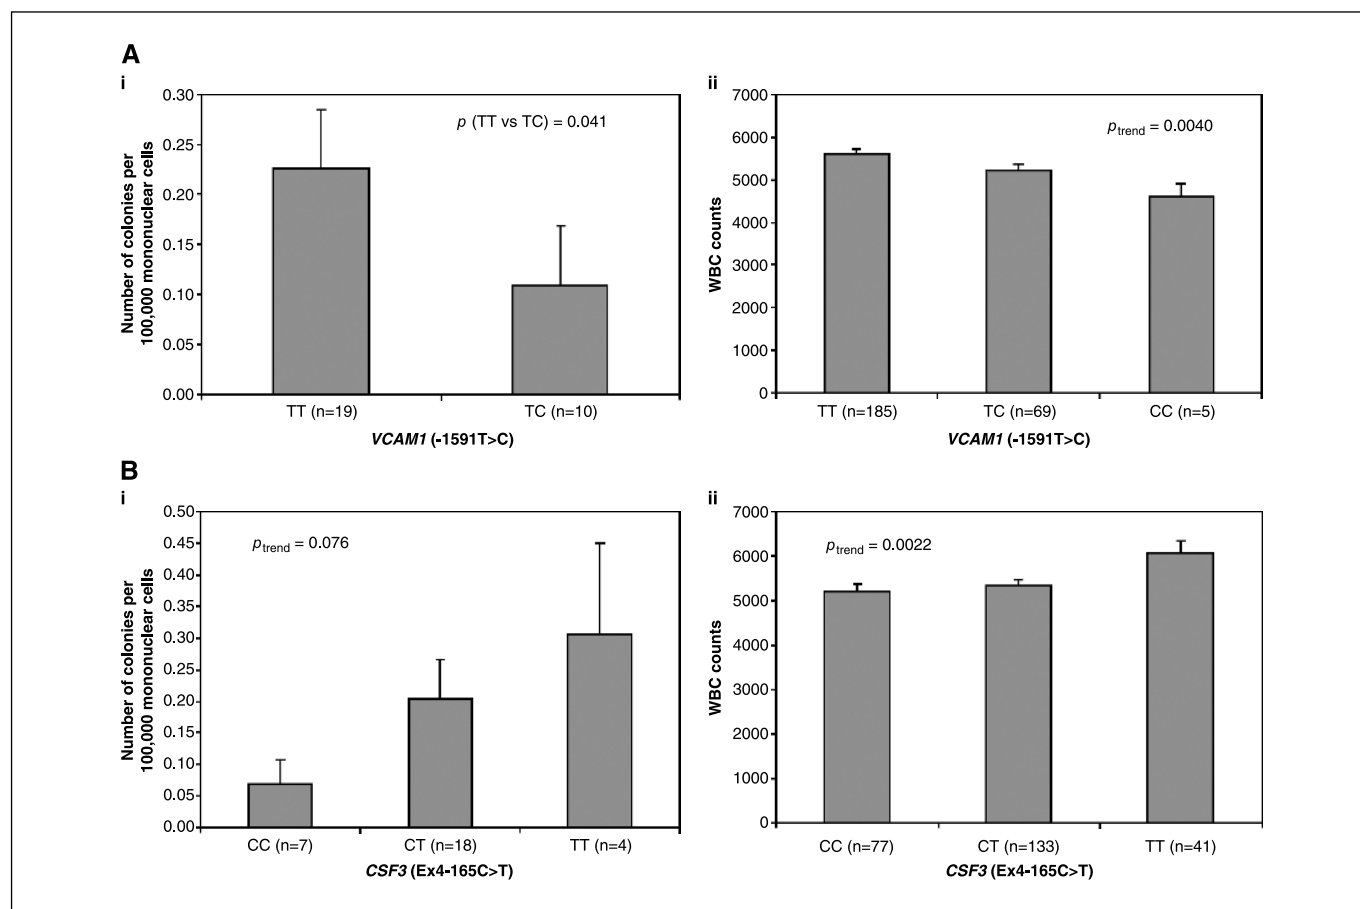 A
i
Number of colonies per
100,000 mononuclear cells
0.30
0.25
0.20
0.15
0.10
0.05
0.00
p (TT vs TC) = 0.041
TT (n=19) TC (n=10)
VCAM1 (-1591T>C)
ii
WBC counts
7000
6000
5000
4000
3000
2000
1000
0
ptrend = 0.0040
TT (n=185) TC (n=69) CC (n=5)
VCAM1 (-1591T>C)
B
i
Number of colonies per
100,000 mononuclear cells
0.50
0.45
0.40
0.35
0.30
0.25
0.20
0.15
0.10
0.05
0.00
ptrend = 0.076
CC (n=7) CT (n=18) TT (n=4)
CSF3 (Ex4-165C>T)
ii
WBC counts
7000
6000
5000
4000
3000
2000
1000
0
ptrend = 0.0022
CC (n=77) CT (n=133) TT (n=41)
CSF3 (Ex4-165C>T)